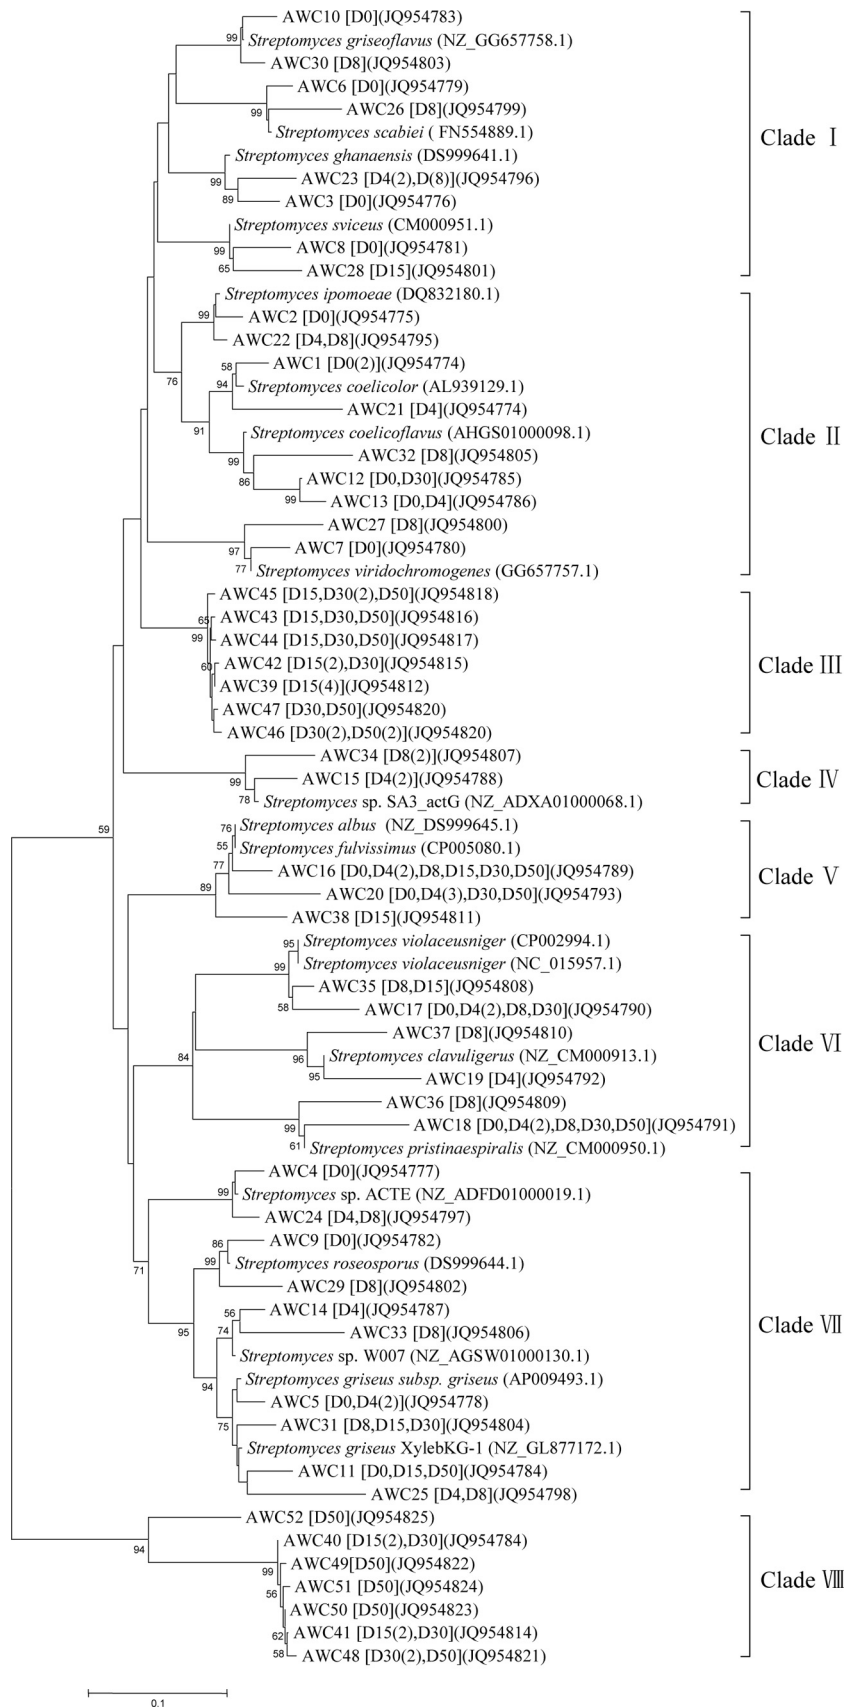 AWC10 [D0](JQ954783)
99
Streptomyces griseoflavus (NZ_GG657758.1)
AWC30 [D8](JQ954803)
AWC6 [D0](JQ954779)
99
AWC26 [D8](JQ954799)
Streptomyces scabiei ( FN554889.1)
Clade Ⅰ
Streptomyces ghanaensis (DS999641.1)
99
AWC23 [D4(2),D(8)](JQ954796)
89
AWC3 [D0](JQ954776)
Streptomyces sviceus (CM000951.1)
99
AWC8 [D0](JQ954781)
65
AWC28 [D15](JQ954801)
Streptomyces ipomoeae (DQ832180.1)
99
AWC2 [D0](JQ954775)
AWC22 [D4,D8](JQ954795)
76
58
AWC1 [D0(2)](JQ954774)
94
Streptomyces coelicolor (AL939129.1)
AWC21 [D4](JQ954774)
91
Streptomyces coelicoflavus (AHGS01000098.1)
Clade Ⅱ
99
AWC32 [D8](JQ954805)
86
AWC12 [D0,D30](JQ954785)
99
AWC13 [D0,D4](JQ954786)
AWC27 [D8](JQ954800)
97
AWC7 [D0](JQ954780)
77
Streptomyces viridochromogenes (GG657757.1)
AWC45 [D15,D30(2),D50](JQ954818)
65
AWC43 [D15,D30,D50](JQ954816)
99
AWC44 [D15,D30,D50](JQ954817)
60
AWC42 [D15(2),D30](JQ954815)
Clade Ⅲ
AWC39 [D15(4)](JQ954812)
AWC47 [D30,D50](JQ954820)
AWC46 [D30(2),D50(2)](JQ954820)
AWC34 [D8(2)](JQ954807)
99
AWC15 [D4(2)](JQ954788)
Clade Ⅳ
78
Streptomyces sp. SA3_actG (NZ_ADXA01000068.1)
59
76
Streptomyces albus (NZ_DS999645.1)
55
Streptomyces fulvissimus (CP005080.1)
77
AWC16 [D0,D4(2),D8,D15,D30,D50](JQ954789)
Clade Ⅴ
89
AWC20 [D0,D4(3),D30,D50](JQ954793)
AWC38 [D15](JQ954811)
95
Streptomyces violaceusniger (CP002994.1)
99
Streptomyces violaceusniger (NC_015957.1)
AWC35 [D8,D15](JQ954808)
58
AWC17 [D0,D4(2),D8,D30](JQ954790)
AWC37 [D8](JQ954810)
Clade Ⅵ
84
96
Streptomyces clavuligerus (NZ_CM000913.1)
95
AWC19 [D4](JQ954792)
AWC36 [D8](JQ954809)
99
AWC18 [D0,D4(2),D8,D30,D50](JQ954791)
61
Streptomyces pristinaespiralis (NZ_CM000950.1)
AWC4 [D0](JQ954777)
99
Streptomyces sp. ACTE (NZ_ADFD01000019.1)
AWC24 [D4,D8](JQ954797)
71
86
AWC9 [D0](JQ954782)
99
Streptomyces roseosporus (DS999644.1)
AWC29 [D8](JQ954802)
95
56
AWC14 [D4](JQ954787)
Clade Ⅶ
74
AWC33 [D8](JQ954806)
Streptomyces sp. W007 (NZ_AGSW01000130.1)
94
Streptomyces griseus subsp. griseus (AP009493.1)
AWC5 [D0,D4(2)](JQ954778)
75
AWC31 [D8,D15,D30](JQ954804)
Streptomyces griseus XylebKG-1 (NZ_GL877172.1)
AWC11 [D0,D15,D50](JQ954784)
AWC25 [D4,D8](JQ954798)
AWC52 [D50](JQ954825)
94
AWC40 [D15(2),D30](JQ954784)
99
AWC49[D50](JQ954822)
56
AWC51 [D50](JQ954824)
Clade Ⅷ
AWC50 [D50](JQ954823)
62
AWC41 [D15(2),D30](JQ954814)
58
AWC48 [D30(2),D50](JQ954821)
0.1